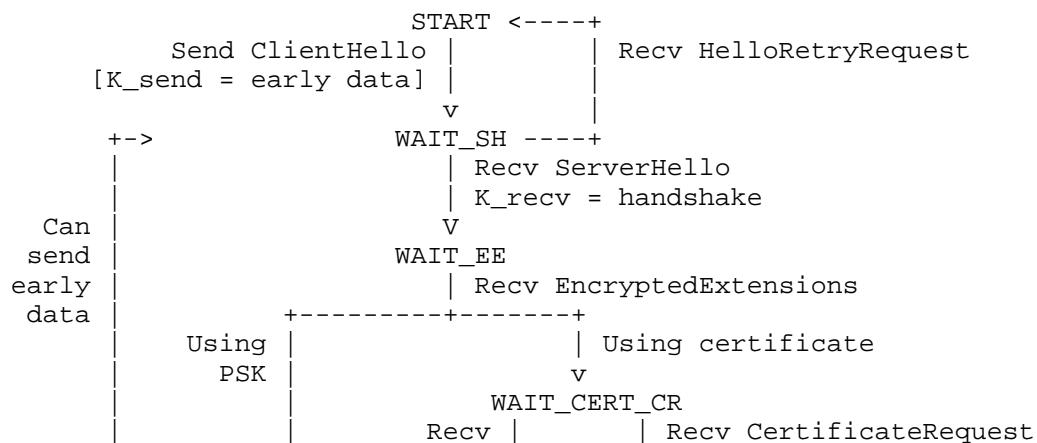 START <----+
Send ClientHello | | Recv HelloRetryRequest
[K_send = early data] | |
v |
+-> WAIT_SH ----+
| | Recv ServerHello
| | K_recv = handshake
Can | V
send | WAIT_EE
early | | Recv EncryptedExtensions
data | +---------+-------+
| Using | | Using certificate
| PSK | v
| | WAIT_CERT_CR
| | Recv | | Recv CertificateRequest